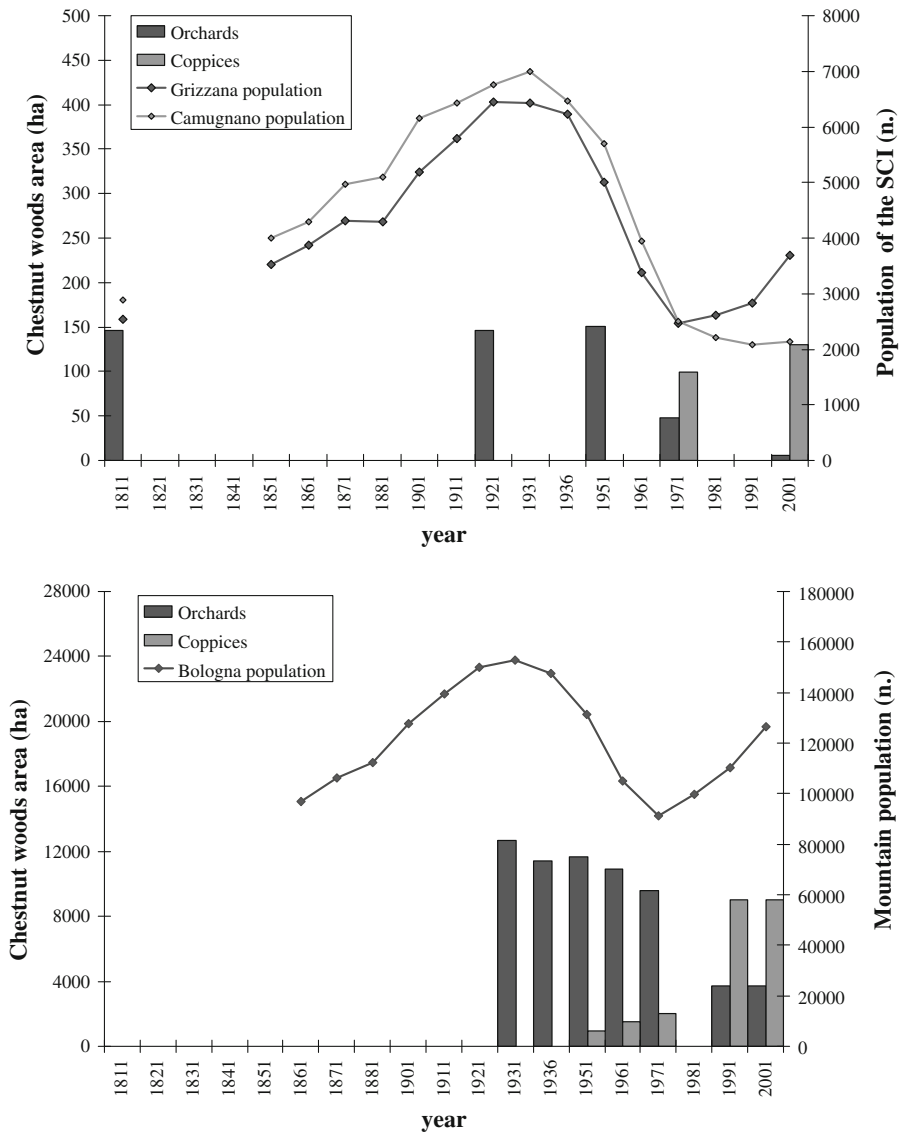 500
450
400
350
300
250
200
150
100
50
0
Chestnut woods area (ha)
Orchards
Coppices
Grizzana population
Camugnano population
8000
7000
6000
5000
4000
3000
2000
1000
0
Population of the SCI (n.)
1811 1821 1831 1841 1851 1861 1871 1881 1901 1911 1921 1931 1936 1951 1961 1971 1981 1991 2001
year
28000
24000
20000
16000
12000
8000
4000
0
Chestnut woods area (ha)
Orchards
Coppices
Bologna population
180000
160000
140000
120000
100000
80000
60000
40000
20000
0
Mountain population (n.)
1811 1821 1831 1841 1851 1861 1871 1881 1901 1911 1921 1931 1936 1951 1961 1971 1981 1991 2001
year